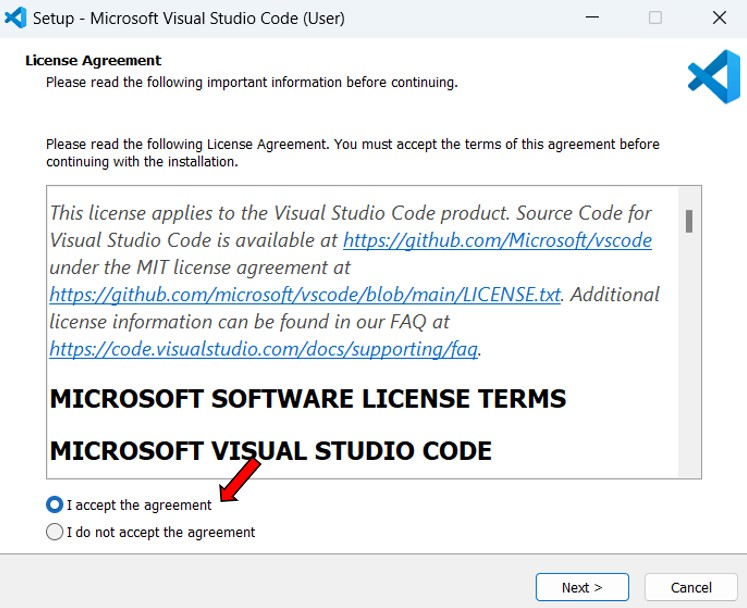 Setup - Microsoft Visual Studio Code (User)
License Agreement
Please read the following important information before continuing.
Please read the following License Agreement. You must accept the terms of this agreement before
continuing with the installation.
This license applies to the Visual Studio Code product. Source Code for
Visual Studio Code is available at https://github.com/Microsoft/vscode
under the MIT license agreement at
https://github.com/microsoft/vscode/blob/main/LICENSE.txt. Additional
license information can be found in our FAQ at
https://code.visualstudio.com/docs/supporting/faq.
MICROSOFT SOFTWARE LICENSE TERMS
MICROSOFT VISUAL STUDIO CODE
I accept the agreement
I do not accept the agreement
Next >
Cancel